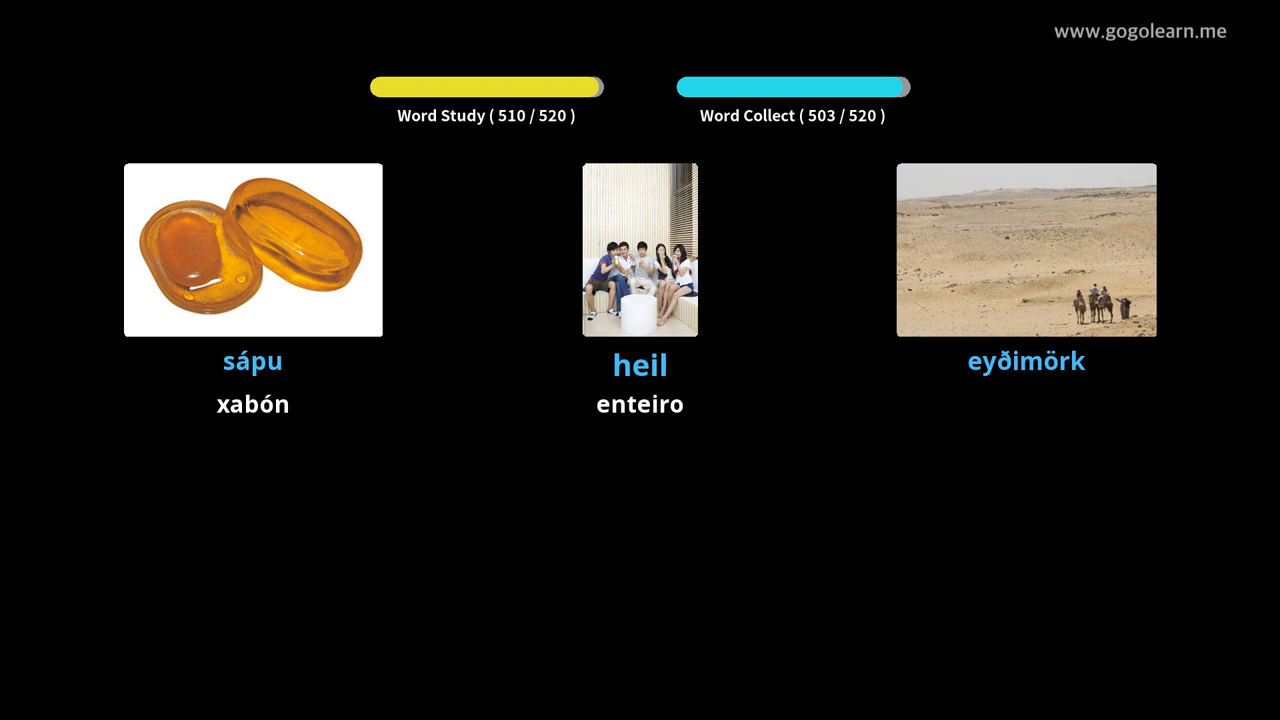 www.gogolearn.me
Word Study ( 510 / 520 )
Word Collect ( 503 / 520 )
sápu
heil
eyðimörk
xabón
enteiro